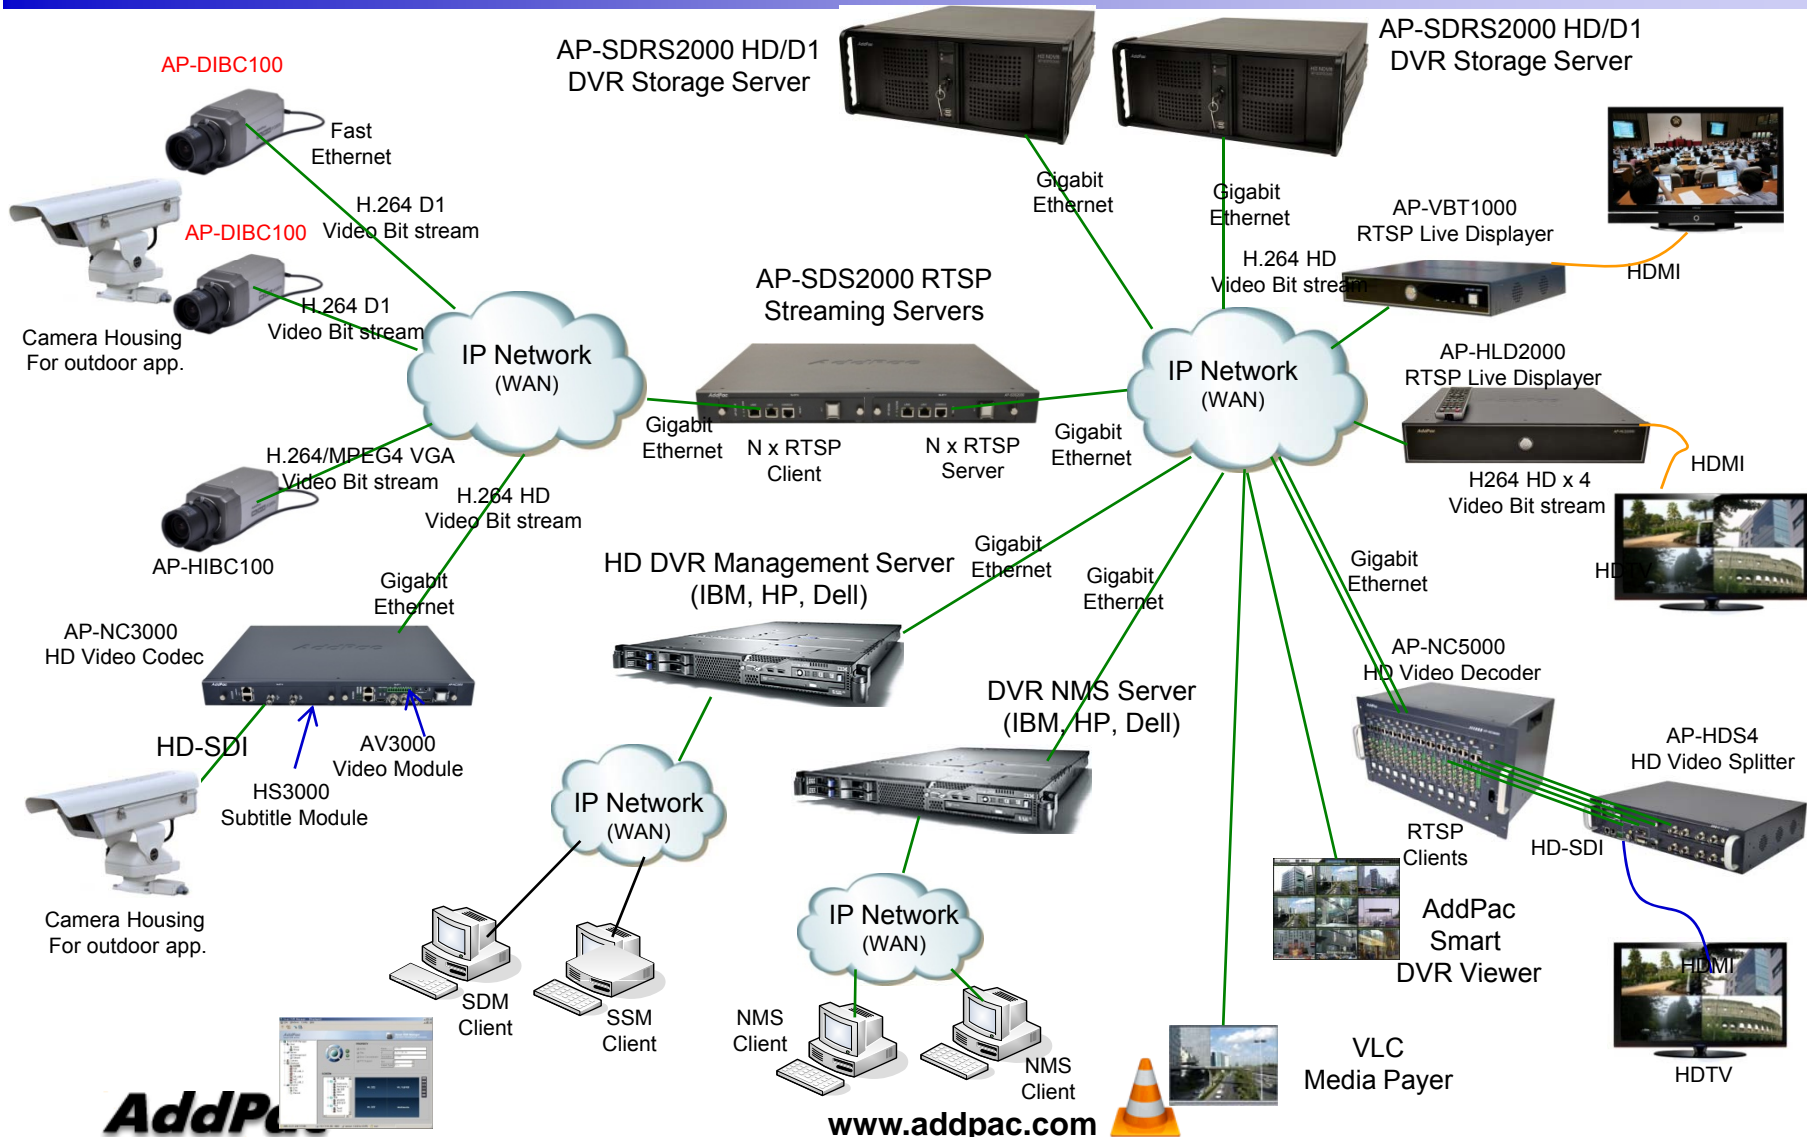 AP-SDRS2000 HD/D1
DVR Storage Server
AP-SDRS2000 HD/D1
DVR Storage Server
AP-DIBC100
Fast
Ethernet
H.264 D1
Video Bit stream
AP-DIBC100
H.264 D1
Video Bit stream
Camera Housing
For outdoor app.
IP Network
(WAN)
AP-SDS2000 RTSP
Streaming Servers
AddPac
Gigabit
Ethernet
N x RTSP
Client
N x RTSP
Server
Gigabit
Ethernet
Gigabit
Ethernet
Gigabit
Ethernet
IP Network
(WAN)
H.264 HD
Video Bit stream
AP-VBT1000
RTSP Live Displayer
HDMI
AP-HLD2000
RTSP Live Displayer
HDMI
H264 HD x 4
Video Bit stream
HDTV
H.264/MPEG4 VGA
Video Bit stream
AP-HIBC100
H.264 HD
Video Bit stream
Gigabit
Ethernet
AP-NC3000
HD Video Codec
AddPac
HD-SDI
AV3000
Video Module
HS3000
Subtitle Module
Camera Housing
For outdoor app.
HD DVR Management Server
(IBM, HP, Dell)
Gigabit
Ethernet
Gigabit
Ethernet
Gigabit
Ethernet
DVR NMS Server
(IBM, HP, Dell)
AP-NC5000
HD Video Decoder
AP-HDS4
HD Video Splitter
RTSP
Clients
HD-SDI
IP Network
(WAN)
IP Network
(WAN)
SDM
Client
SSM
Client
NMS
Client
NMS
Client
AddPac
Smart
DVR Viewer
HDMI
HDTV
VLC
Media Payer
www.addpac.com